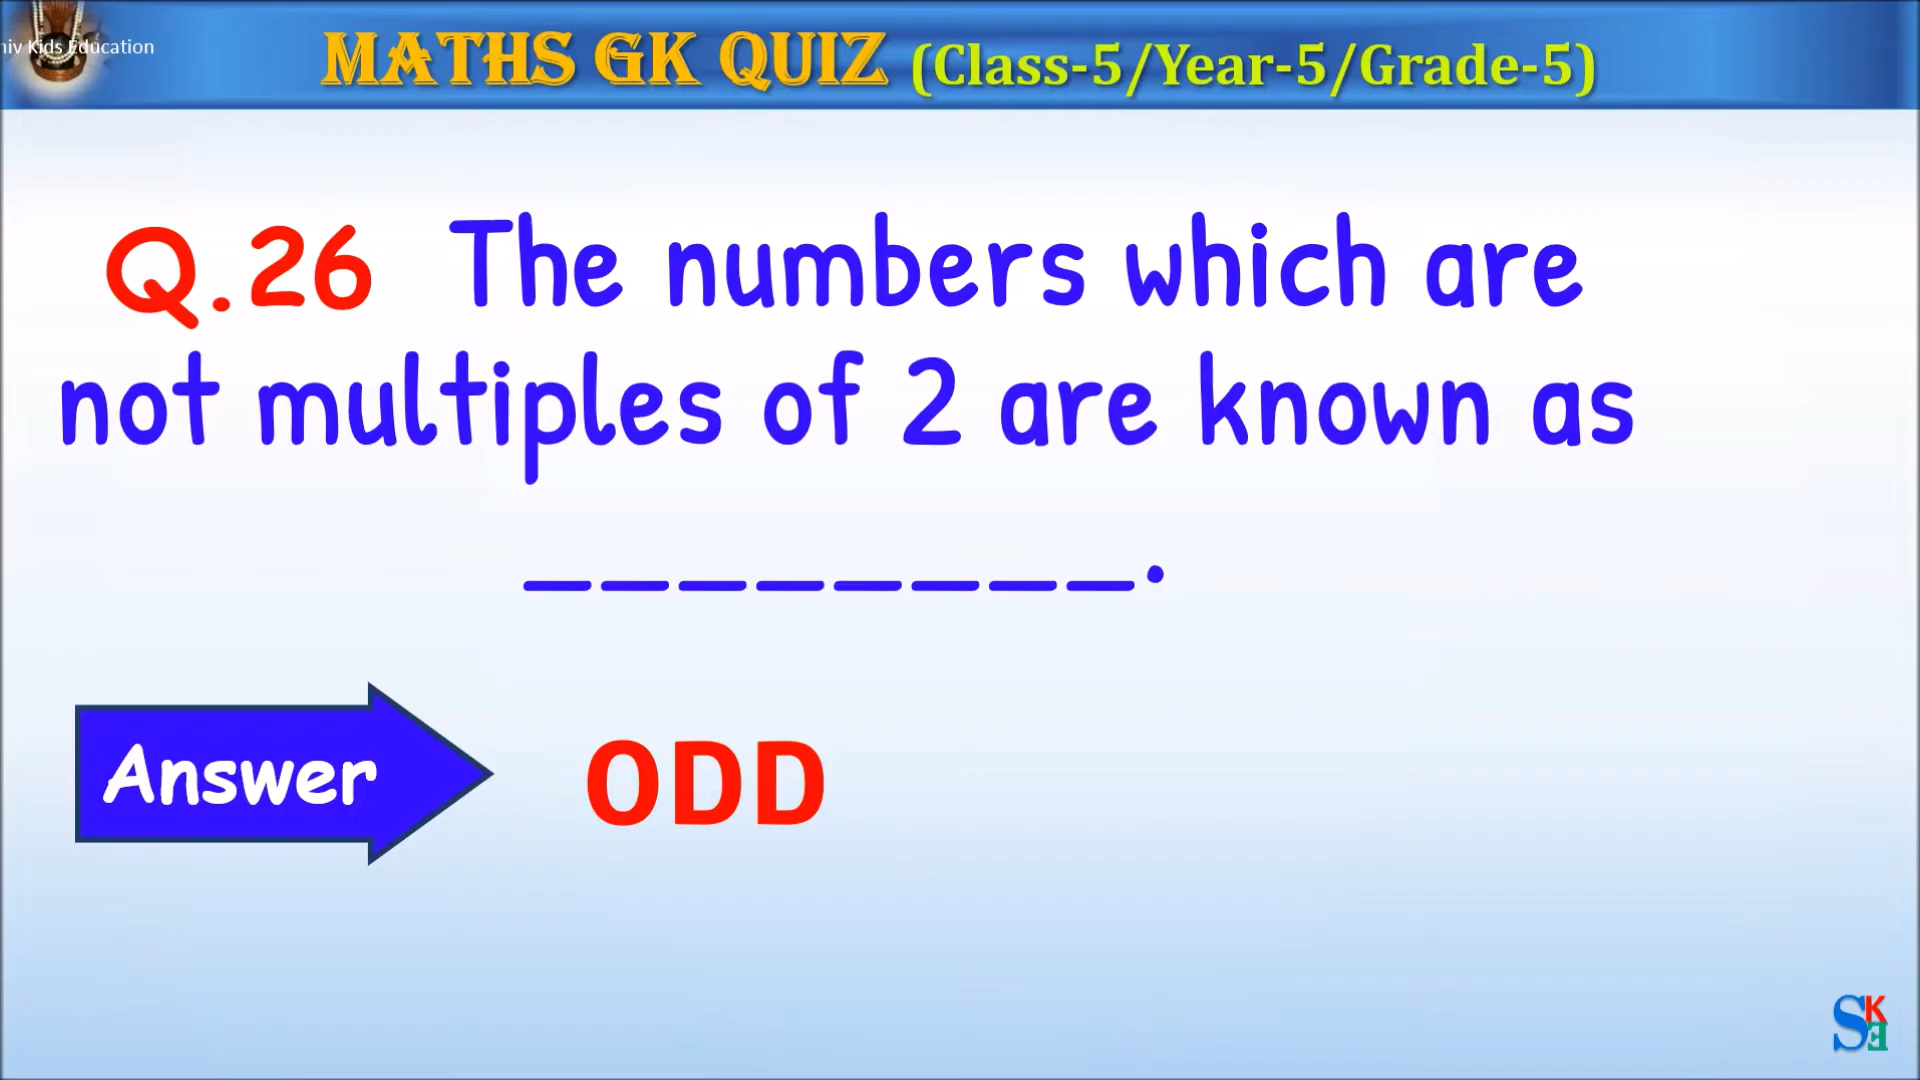 Kids Education
MATHS GK QUIZ (Class-5/Year-5/Grade-5)
Q.26 The numbers which are
not multiples of 2 are known as
________.
Answer
ODD
SKE